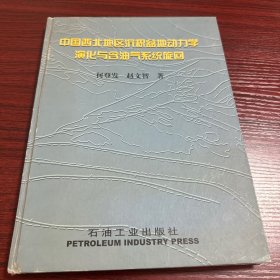 中国西北地区沉积盆地动力学
演化与含油气系统旋回
何登发 赵文智 著
石油工业出版社
PETROLEUM INDUSTRY PRESS